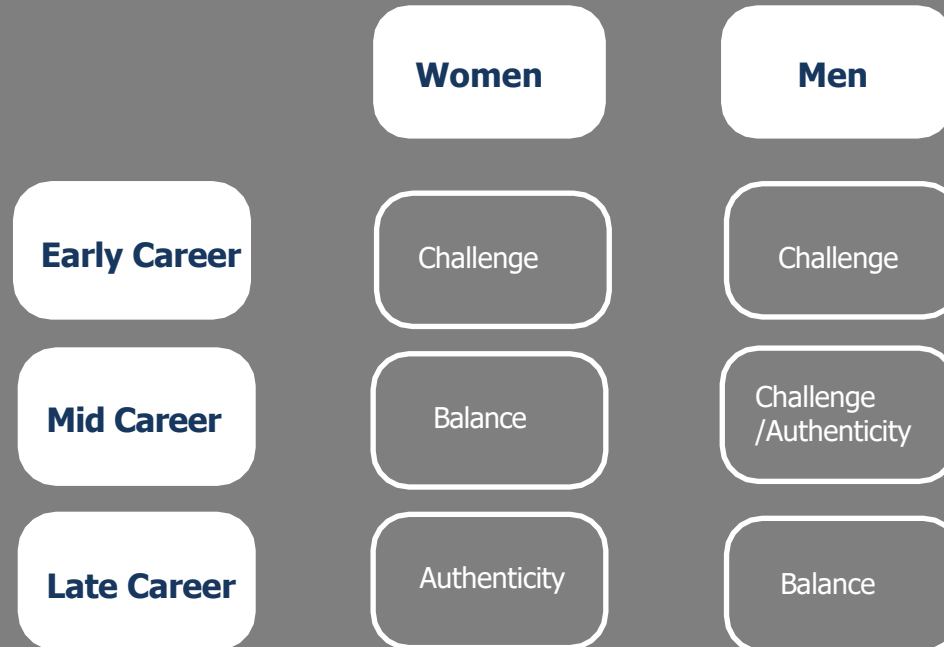 Women
Men
Early Career
Challenge
Challenge
Mid Career
Balance
Challenge
/Authenticity
Late Career
Authenticity
Balance